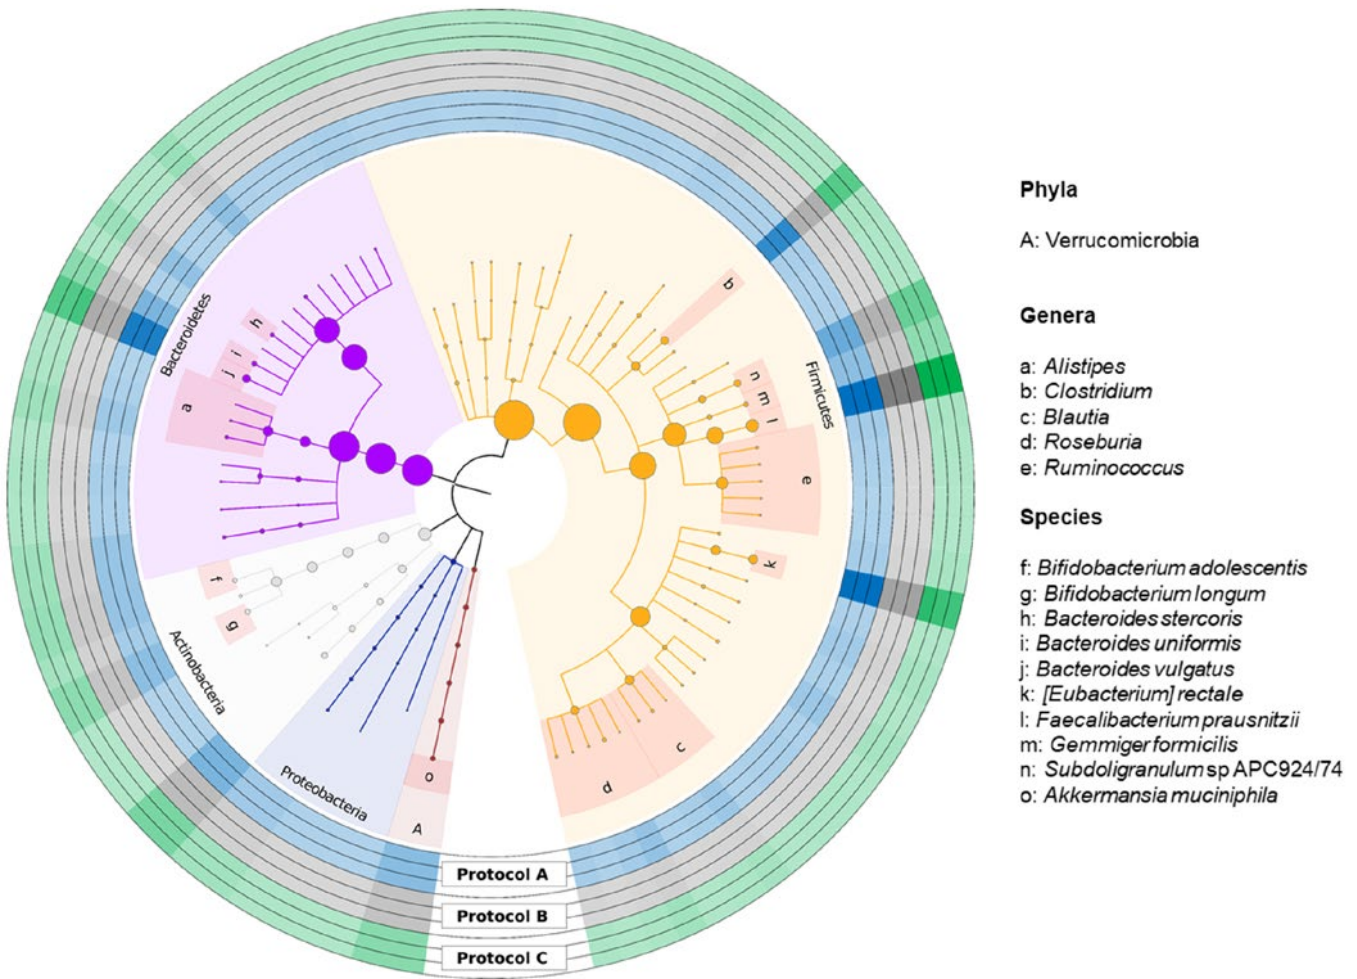 Bacteroidetes
Firmicutes
Actinobacteria
Proteobacteria
h
i
j
a
f
g
b
n
m
l
e
k
c
d
o
A
Protocol A
Protocol B
Protocol C
Phyla
A: Verrucomicrobia
Genera
a: Alistipes
b: Clostridium
c: Blautia
d: Roseburia
e: Ruminococcus
Species
f: Bifidobacterium adolescentis
g: Bifidobacterium longum
h: Bacteroides stercoris
i: Bacteroides uniformis
j: Bacteroides vulgatus
k: [Eubacterium] rectale
l: Faecalibacterium prausnitzii
m: Gemmiger formicilis
n: Subdoligranulum sp APC924/74
o: Akkermansia muciniphila